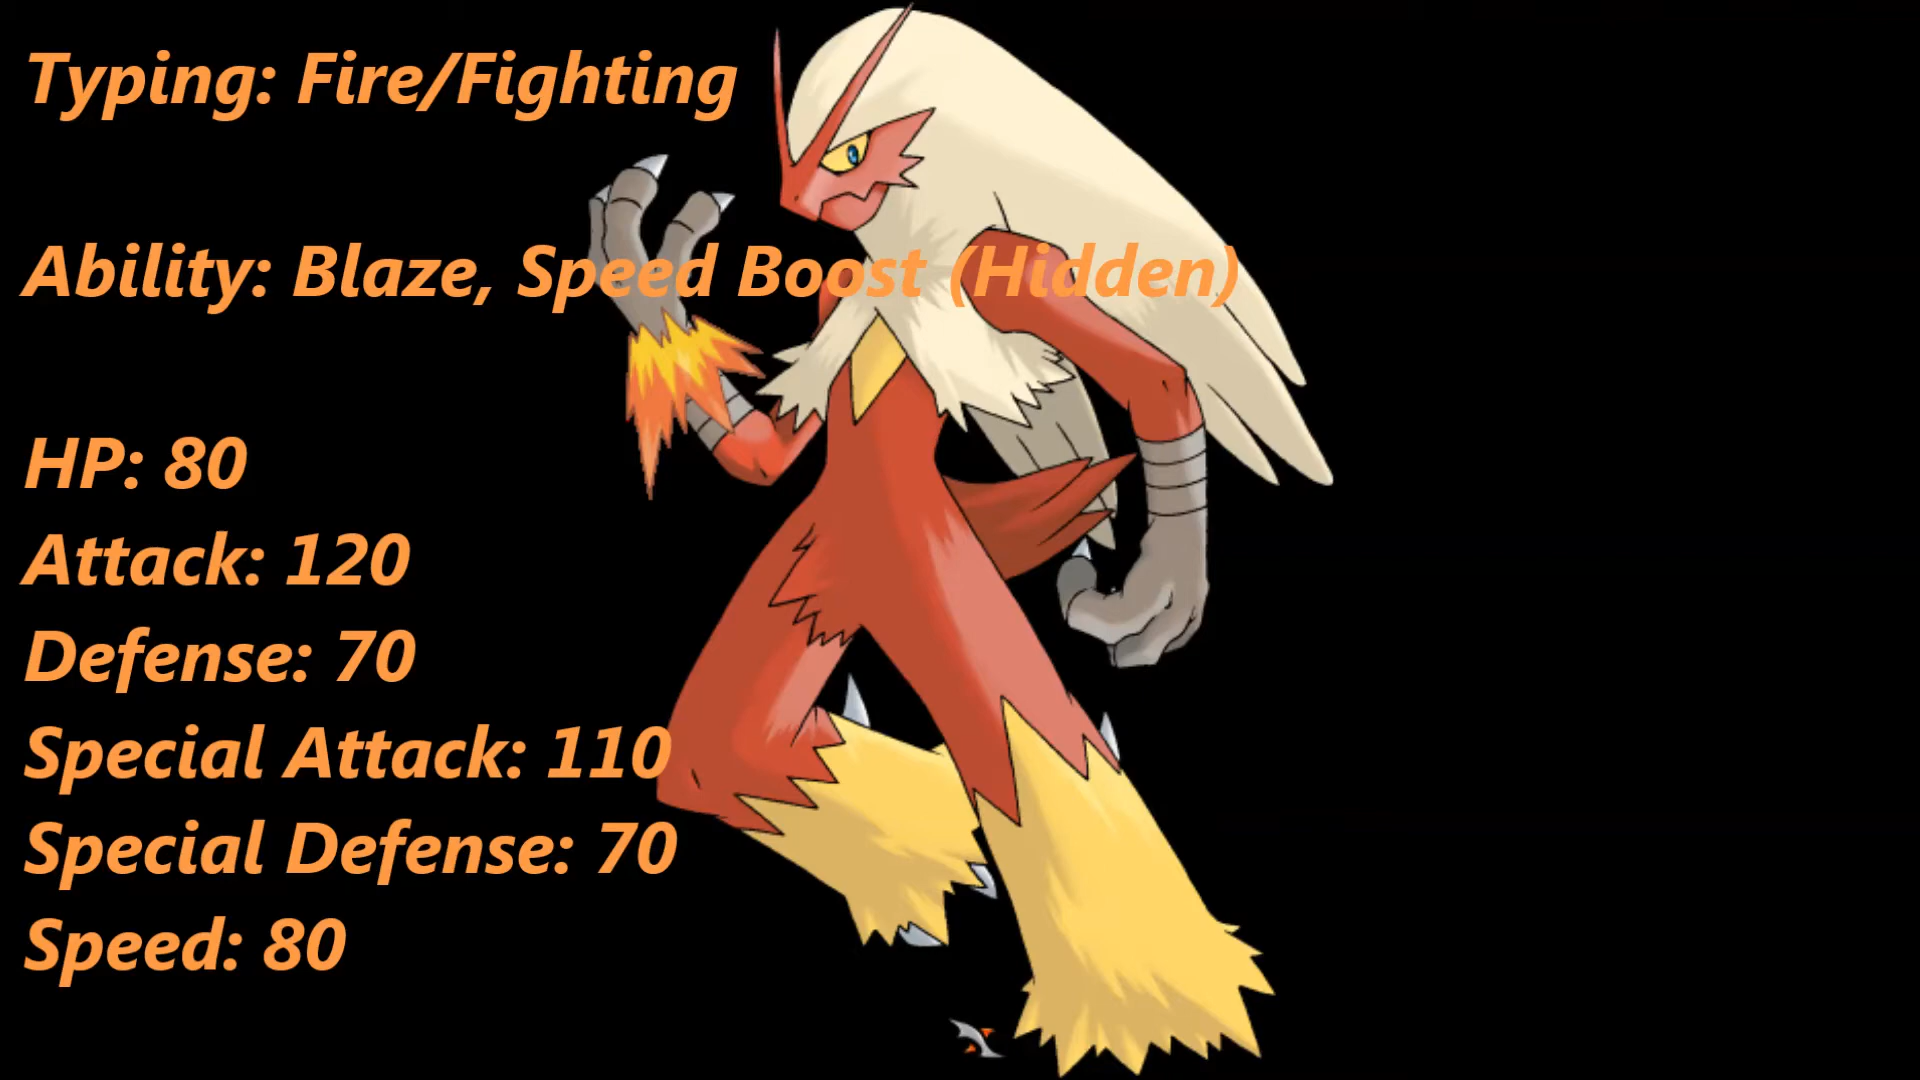 Typing: Fire/Fighting
Ability: Blaze, Speed Boost (Hidden)
HP: 80
Attack: 120
Defense: 70
Special Attack: 110
Special Defense: 70
Speed: 80